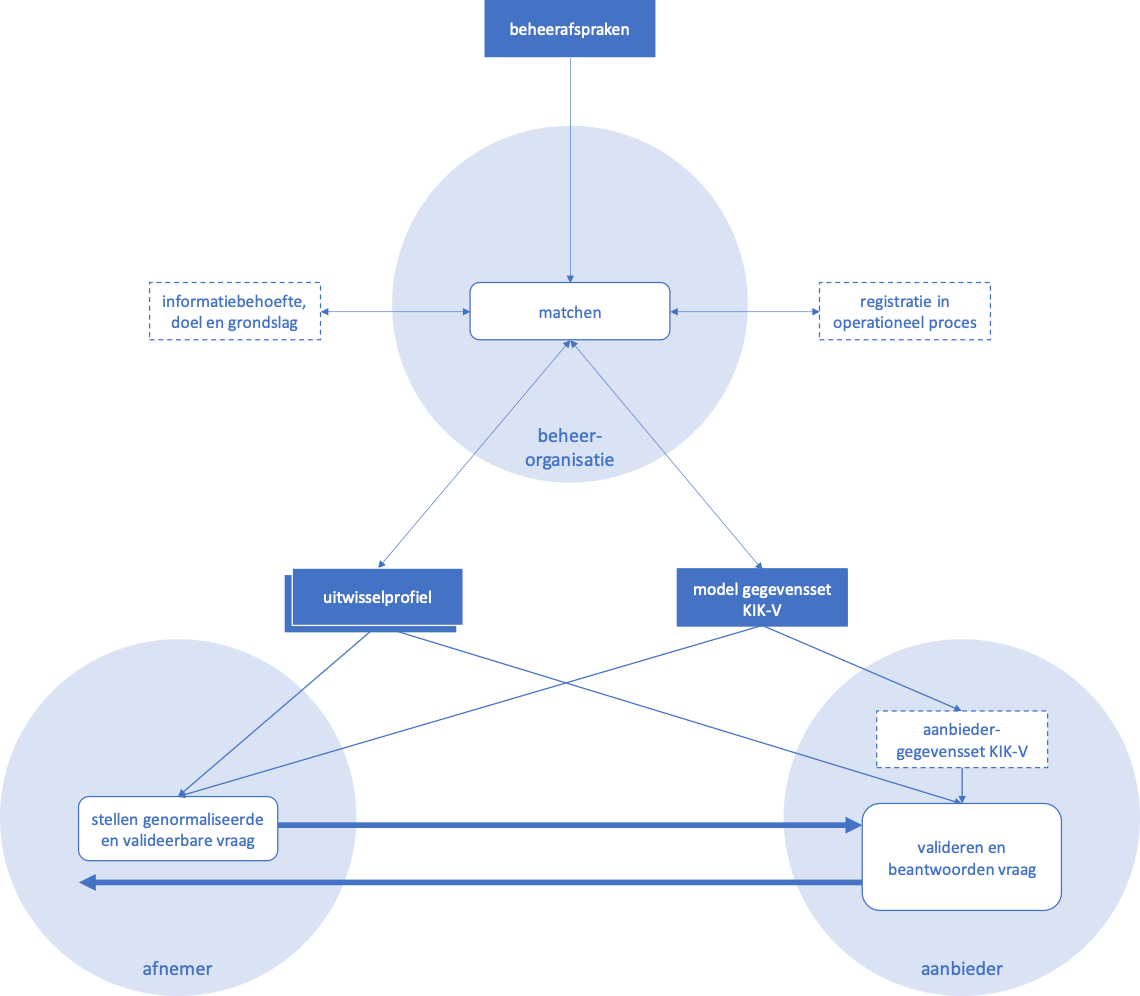 beheerafspraken
informatiebehoefte,
doel en grondslag
matchen
registratie in
operationeel proces
beheer-
organisatie
uitwisselprofiel
model gegevensset
KIK-V
aanbieder-
gegevensset KIK-V
stellen genormaliseerde
en valideerbare vraag
valideren en
beantwoorden vraag
afnemer
aanbieder